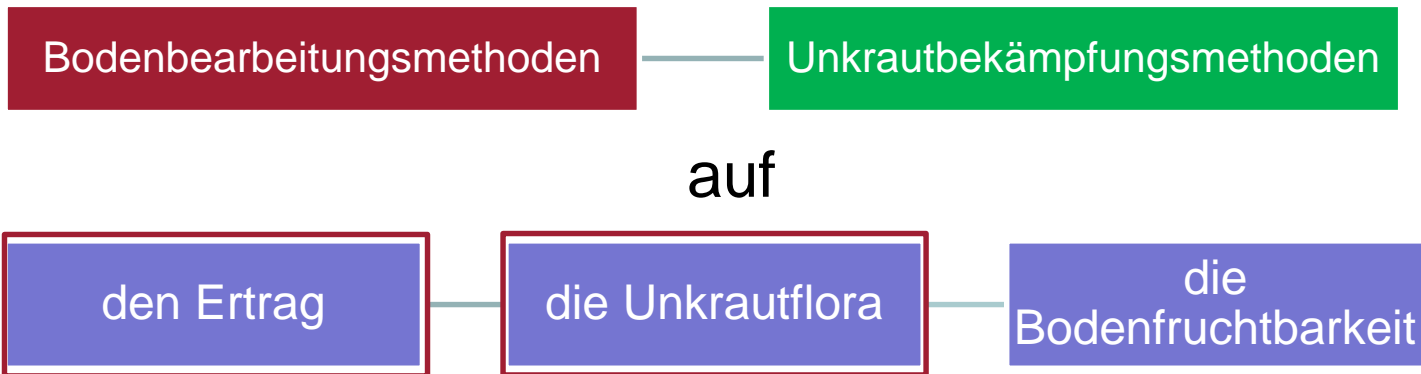 Bodenbearbeitungsmethoden
Unkrautbekämpfungsmethoden
auf
den Ertrag
die Unkrautflora
die
Bodenfruchtbarkeit